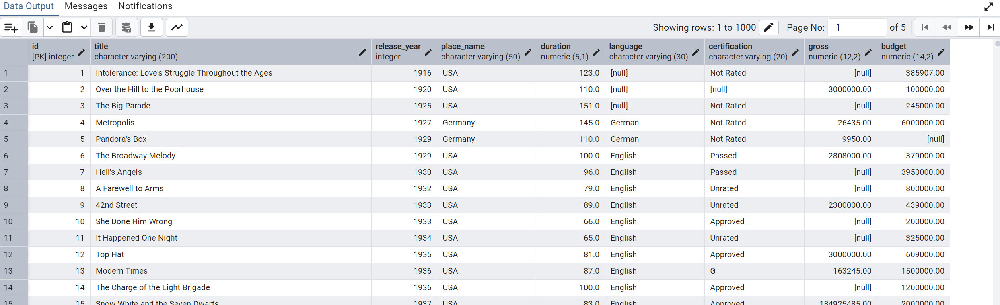 Data Output Messages Notifications
Showing rows: 1 to 1000 Page No: 1 of 5
id title release_year place_name duration language certification gross budget
[PK] integer character varying (200) integer character varying (50) numeric (5,1) character varying (30) character varying (20) numeric (12,2) numeric (14,2)
1 1 Intolerance: Love's Struggle Throughout the Ages 1916 USA 123.0 [null] Not Rated [null] 385907.00
2 2 Over the Hill to the Poorhouse 1920 USA 110.0 [null] [null] 3000000.00 100000.00
3 3 The Big Parade 1925 USA 151.0 [null] Not Rated [null] 245000.00
4 4 Metropolis 1927 Germany 145.0 German Not Rated 26435.00 6000000.00
5 5 Pandora's Box 1929 Germany 110.0 German Not Rated 9950.00 [null]
6 6 The Broadway Melody 1929 USA 100.0 English Passed 2808000.00 379000.00
7 7 Hell's Angels 1930 USA 96.0 English Passed [null] 3950000.00
8 8 A Farewell to Arms 1932 USA 79.0 English Unrated [null] 800000.00
9 9 42nd Street 1933 USA 89.0 English Unrated 2300000.00 439000.00
10 10 She Done Him Wrong 1933 USA 66.0 English Approved [null] 200000.00
11 11 It Happened One Night 1934 USA 65.0 English Unrated [null] 325000.00
12 12 Top Hat 1935 USA 81.0 English Approved 3000000.00 609000.00
13 13 Modern Times 1936 USA 87.0 English G 163245.00 1500000.00
14 14 The Charge of the Light Brigade 1936 USA 100.0 English Approved [null] 1200000.00
15 15 Snow White and the Seven Dwarfs 1937 USA 83.0 English Approved 184925485.00 2000000.00